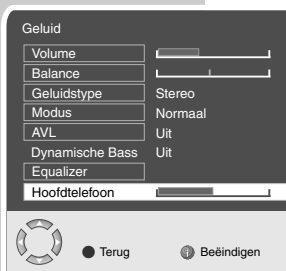 Geluid
Volume
Balance
Geluidstype Stereo
Modus Normaal
AVL Uit
Dynamische Bass Uit
Equalizer
Hoofdtelefoon
Terug i Beëindigen